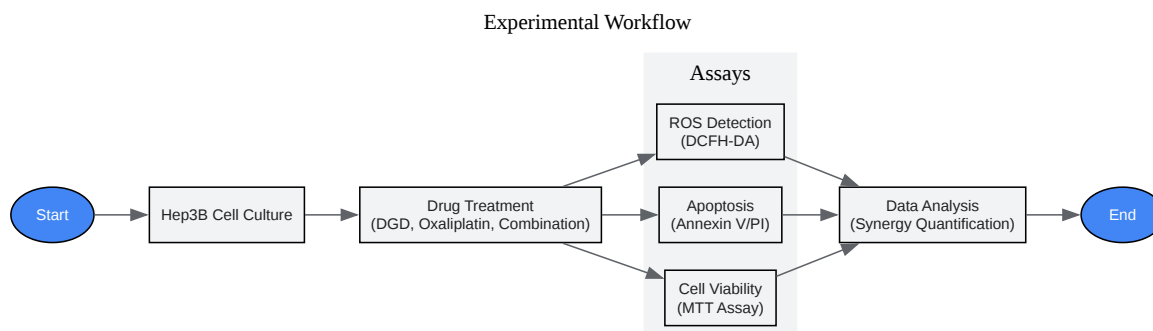 Experimental Workflow
Assays
ROS Detection
(DCFH-DA)
Start
Hep3B Cell Culture
Drug Treatment
(DGD, Oxaliplatin, Combination)
Apoptosis
(Annexin V/PI)
Data Analysis
(Synergy Quantification)
End
Cell Viability
(MTT Assay)